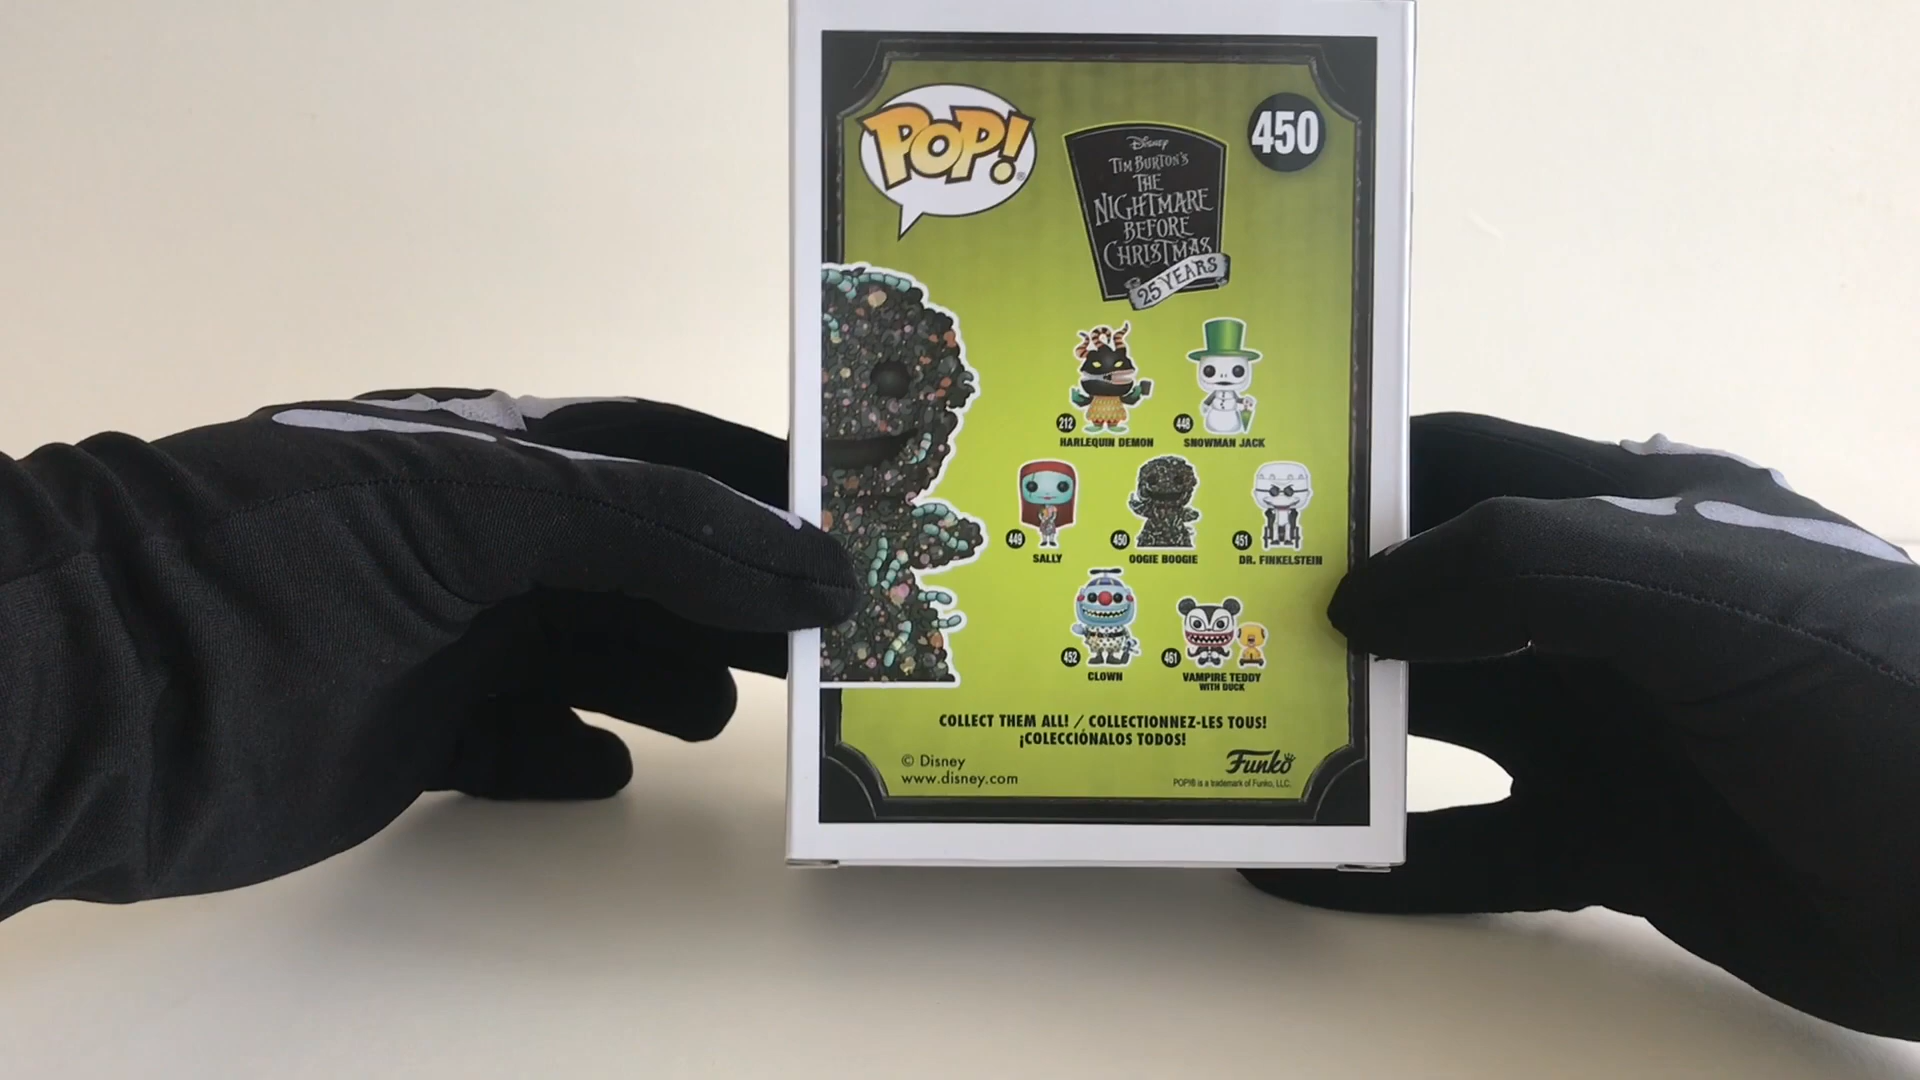 POP!
450
Disney
TIM BURTON'S
THE
NIGHTMARE
BEFORE
CHRISTMAS
25 YEARS
212
HARLEQUIN DEMON
448
SNOWMAN JACK
449
SALLY
450
OOGIE BOOGIE
451
DR. FINKELSTEIN
452
CLOWN
461
VAMPIRE TEDDY
WITH DUCK
COLLECT THEM ALL! / COLLECTIONNEZ-LES TOUS!
¡COLECCIÓNALOS TODOS!
© Disney
www.disney.com
Funko
POP!® is a trademark of Funko, LLC.